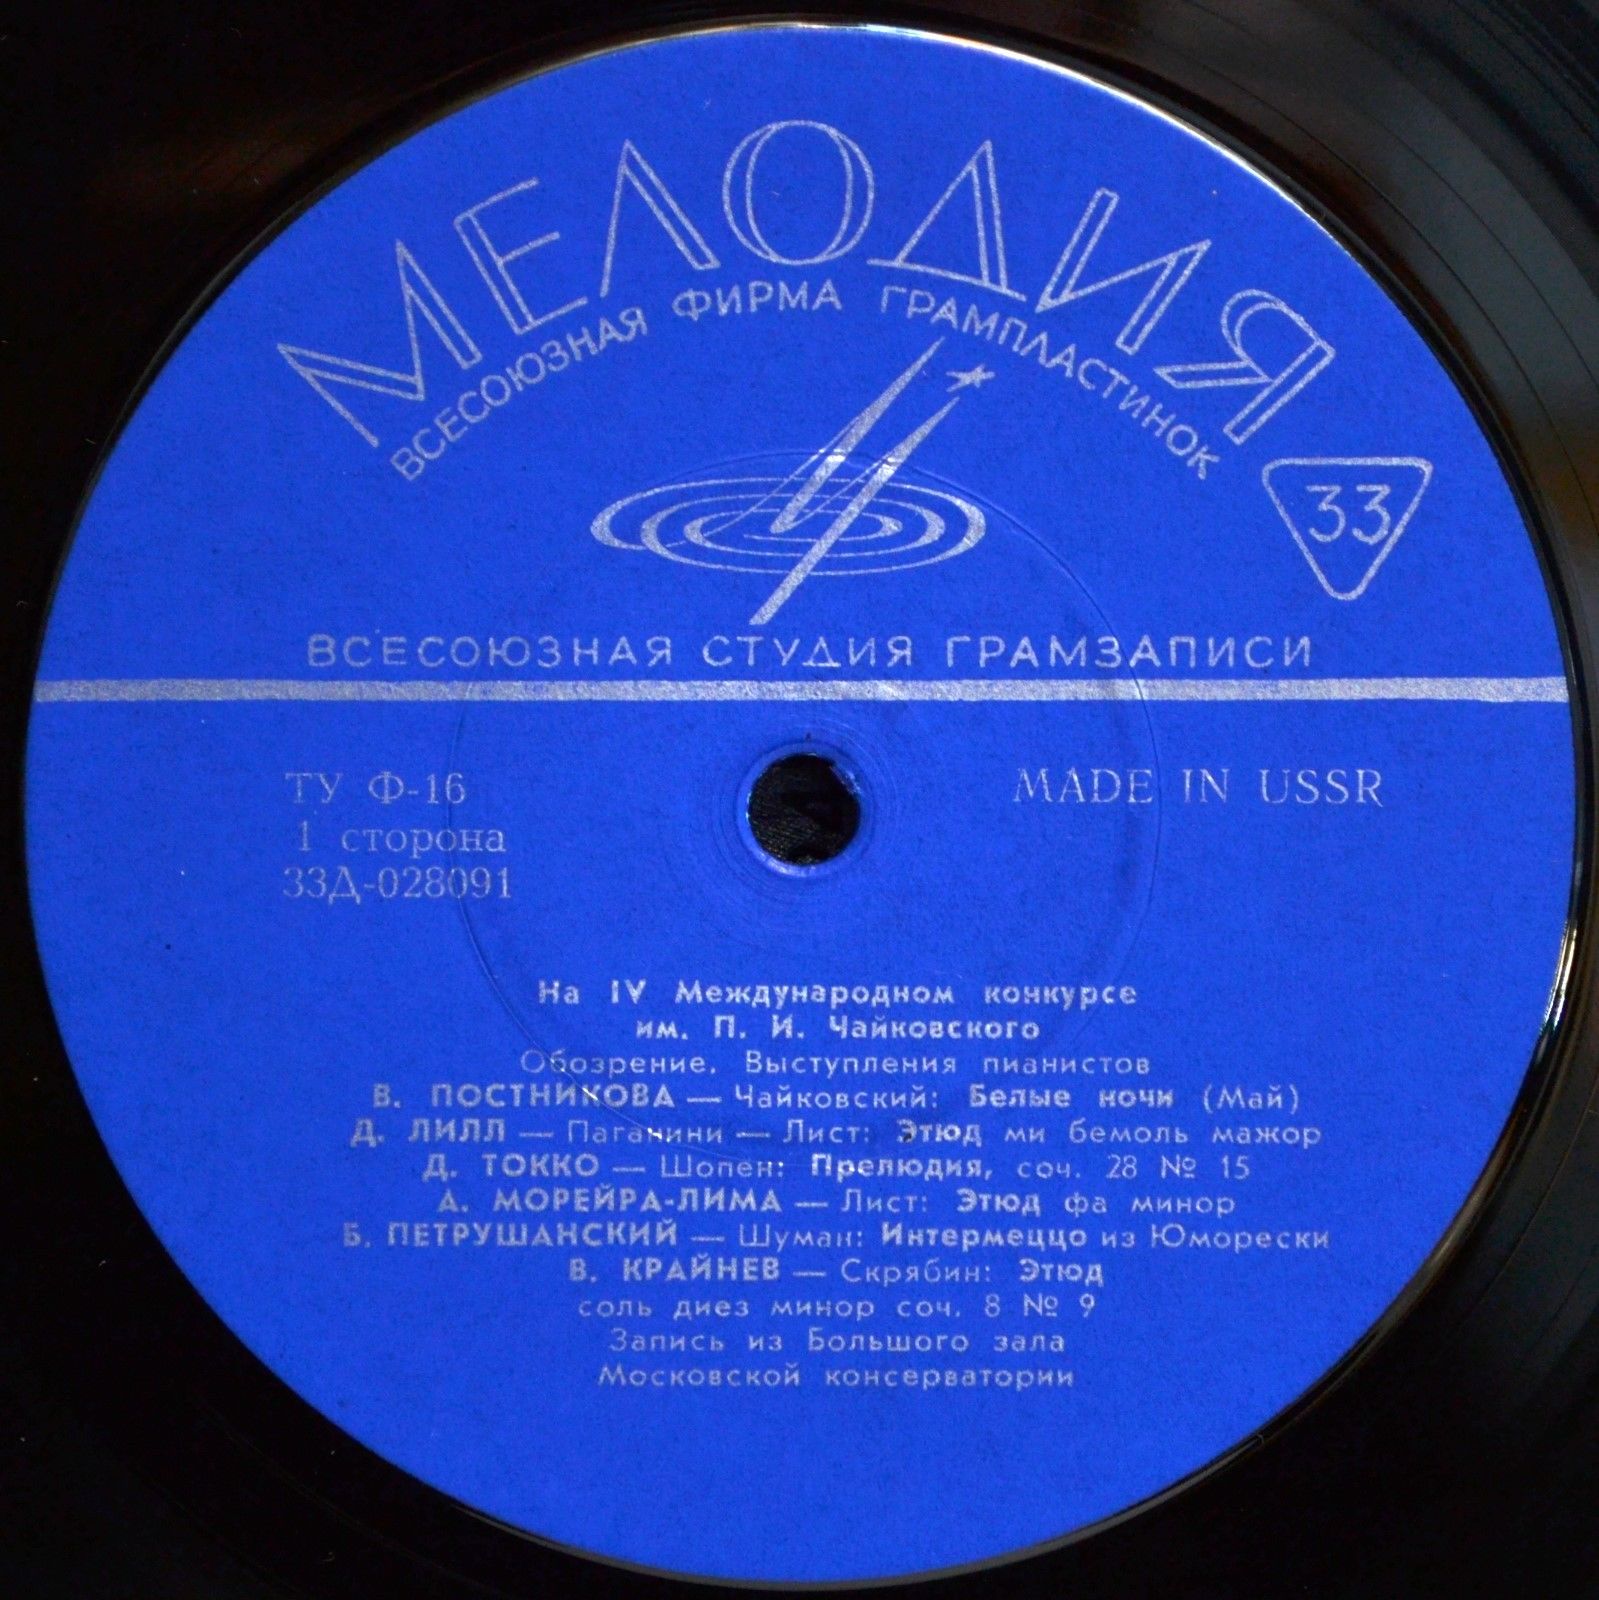 МЕЛОДИЯ
ВСЕСОЮЗНАЯ ФИРМА ГРАМПЛАСТИНОК
33
ВСЕСОЮЗНАЯ СТУДИЯ ГРАМЗАПИСИ
ТУ Ф-16
1 сторона
33Д-028091
MADE IN USSR
На IV Международном конкурсе
им. П. И. Чайковского
Обозрение. Выступления пианистов
В. ПОСТНИКОВА — Чайковский: Белые ночи (Май)
Д. ЛИЛЛ — Паганини — Лист: Этюд ми бемоль мажор
Д. ТОККО — Шопен: Прелюдия, соч. 28 № 15
А. МОРЕЙРА-ЛИМА — Лист: Этюд фа минор
Б. ПЕТРУШАНСКИЙ — Шуман: Интермеццо из Юморески
В. КРАЙНЕВ — Скрябин: Этюд
соль диез минор соч. 8 № 9
Запись из Большого зала
Московской консерватории